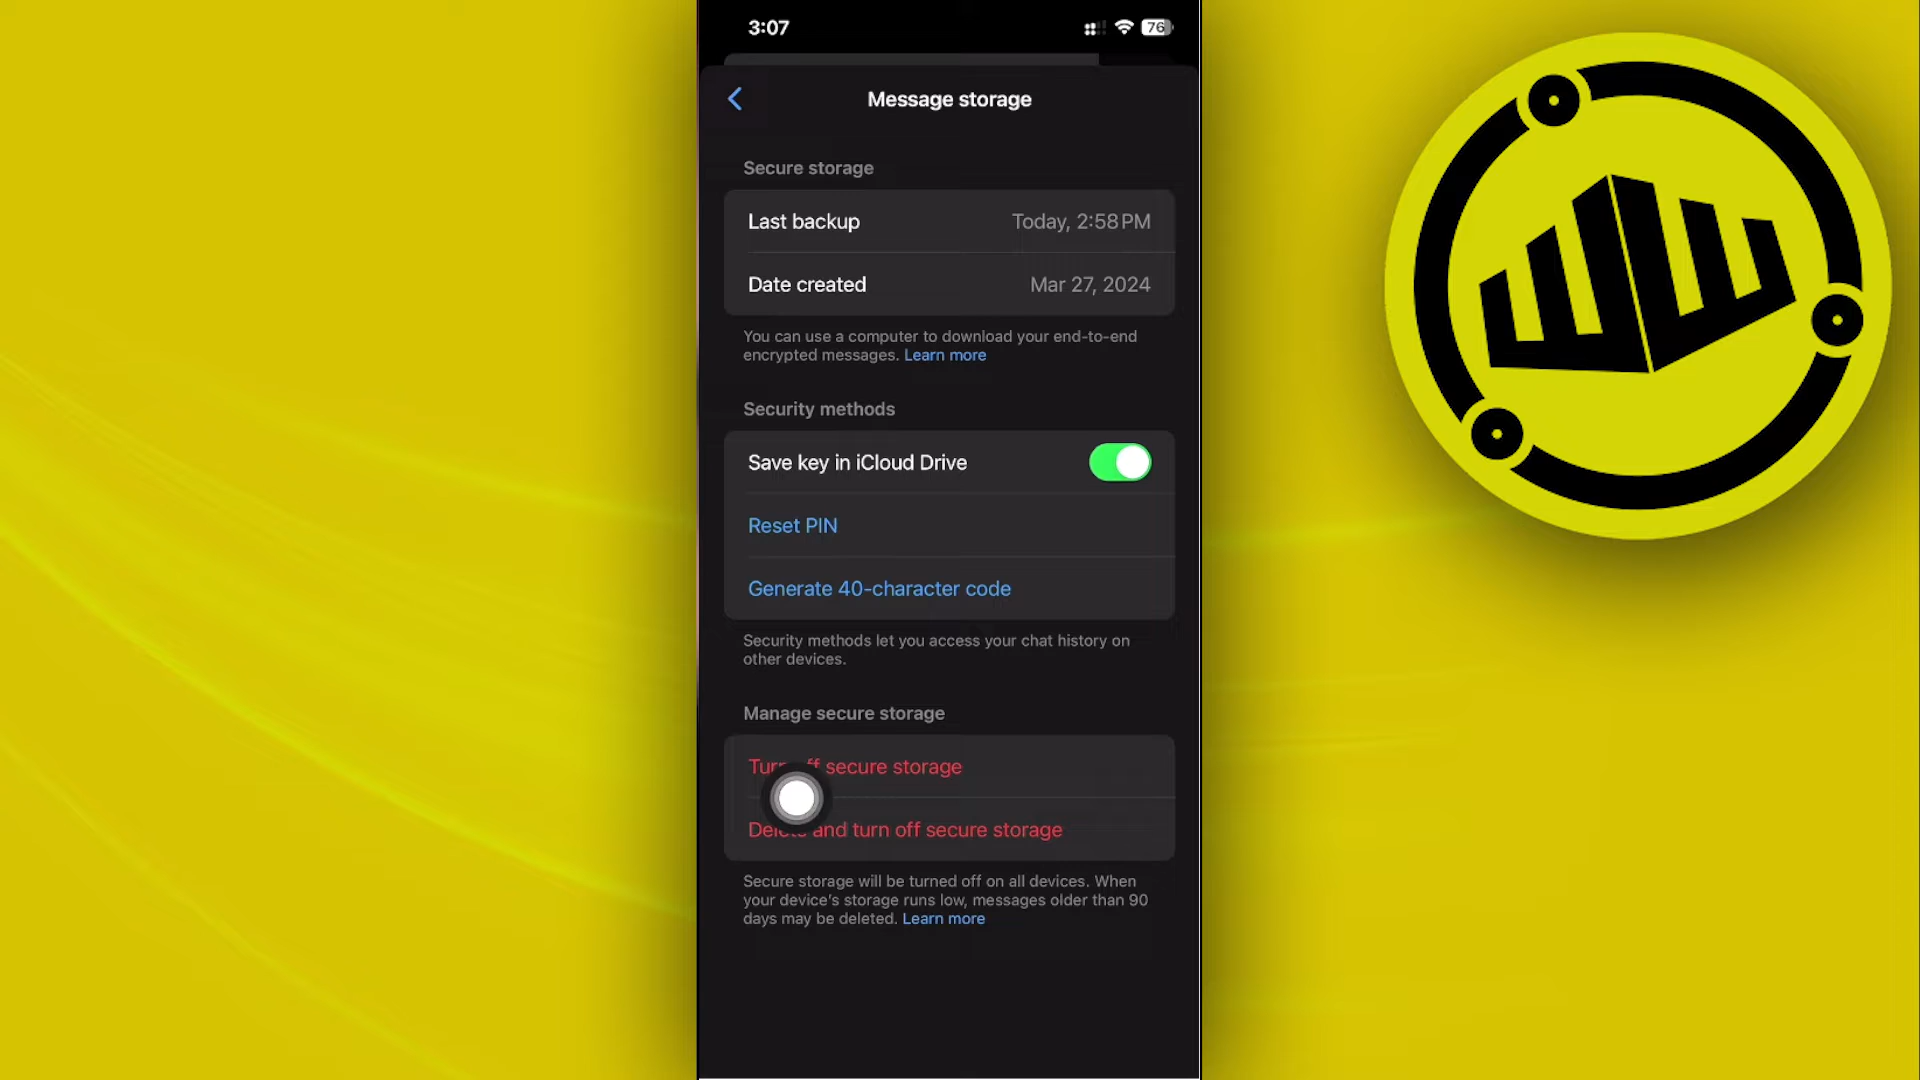 3:07
76
Message storage
Secure storage
Last backup Today, 2:58 PM
Date created Mar 27, 2024
You can use a computer to download your end-to-end
encrypted messages. Learn more
Security methods
Save key in iCloud Drive
Reset PIN
Generate 40-character code
Security methods let you access your chat history on
other devices.
Manage secure storage
Turn off secure storage
Delete and turn off secure storage
Secure storage will be turned off on all devices. When
your device's storage runs low, messages older than 90
days may be deleted. Learn more